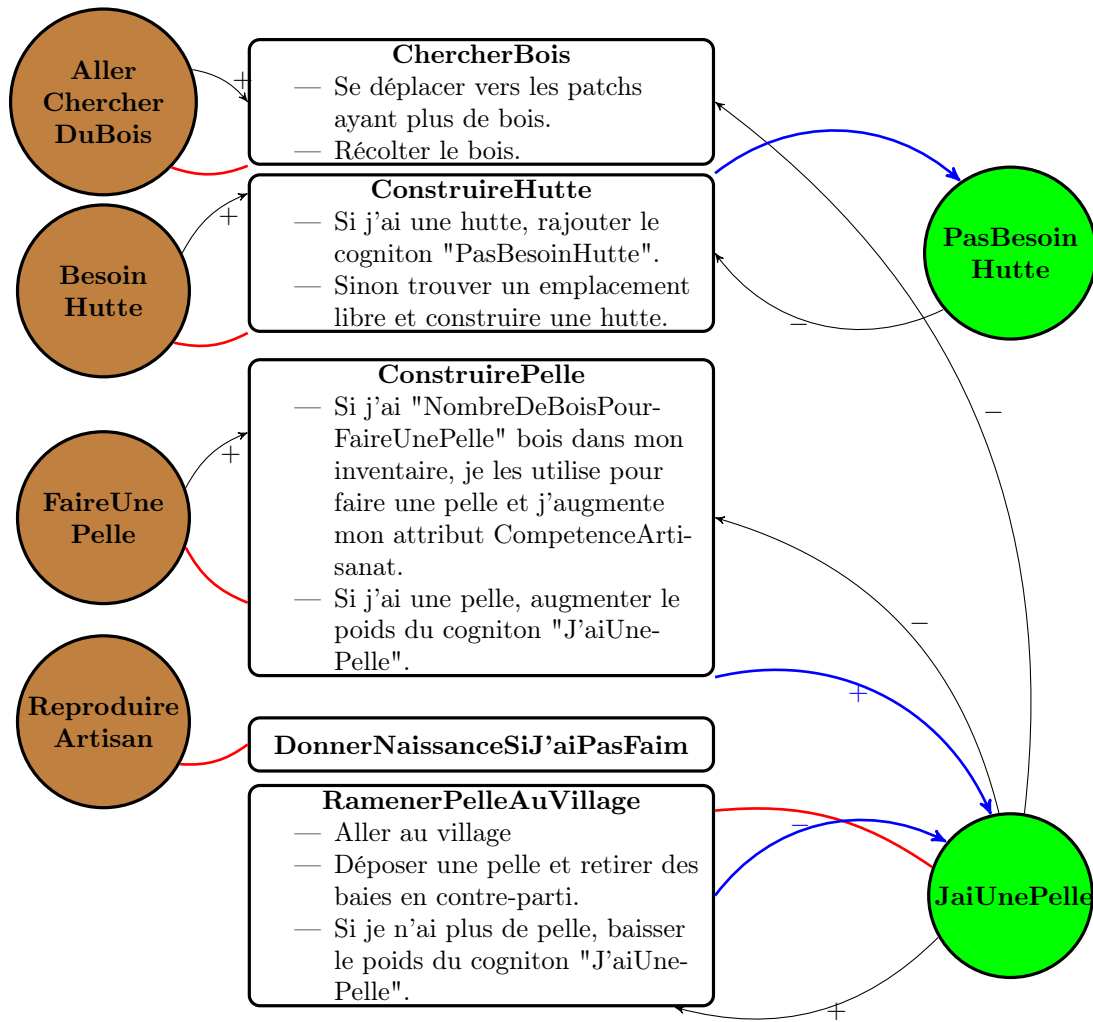 Aller
Chercher
DuBois
+
ChercherBois
— Se déplacer vers les patchs
ayant plus de bois.
— Récolter le bois.
Besoin
Hutte
+
ConstruireHutte
— Si j'ai une hutte, rajouter le
cogniton "PasBesoinHutte".
— Sinon trouver un emplacement
libre et construire une hutte.
PasBesoin
Hutte
−
−
FaireUne
Pelle
+
ConstruirePelle
— Si j'ai "NombreDeBoisPour-
FaireUnePelle" bois dans mon
inventaire, je les utilise pour
faire une pelle et j'augmente
mon attribut CompetenceArti-
sanat.
— Si j'ai une pelle, augmenter le
poids du cogniton "J'aiUne-
Pelle".
−
+
Reproduire
Artisan
DonnerNaissanceSiJ'aiPasFaim
RamenerPelleAuVillage
— Aller au village
— Déposer une pelle et retirer des
baies en contre-parti.
— Si je n'ai plus de pelle, baisser
le poids du cogniton "J'aiUne-
Pelle".
−
JaiUnePelle
+